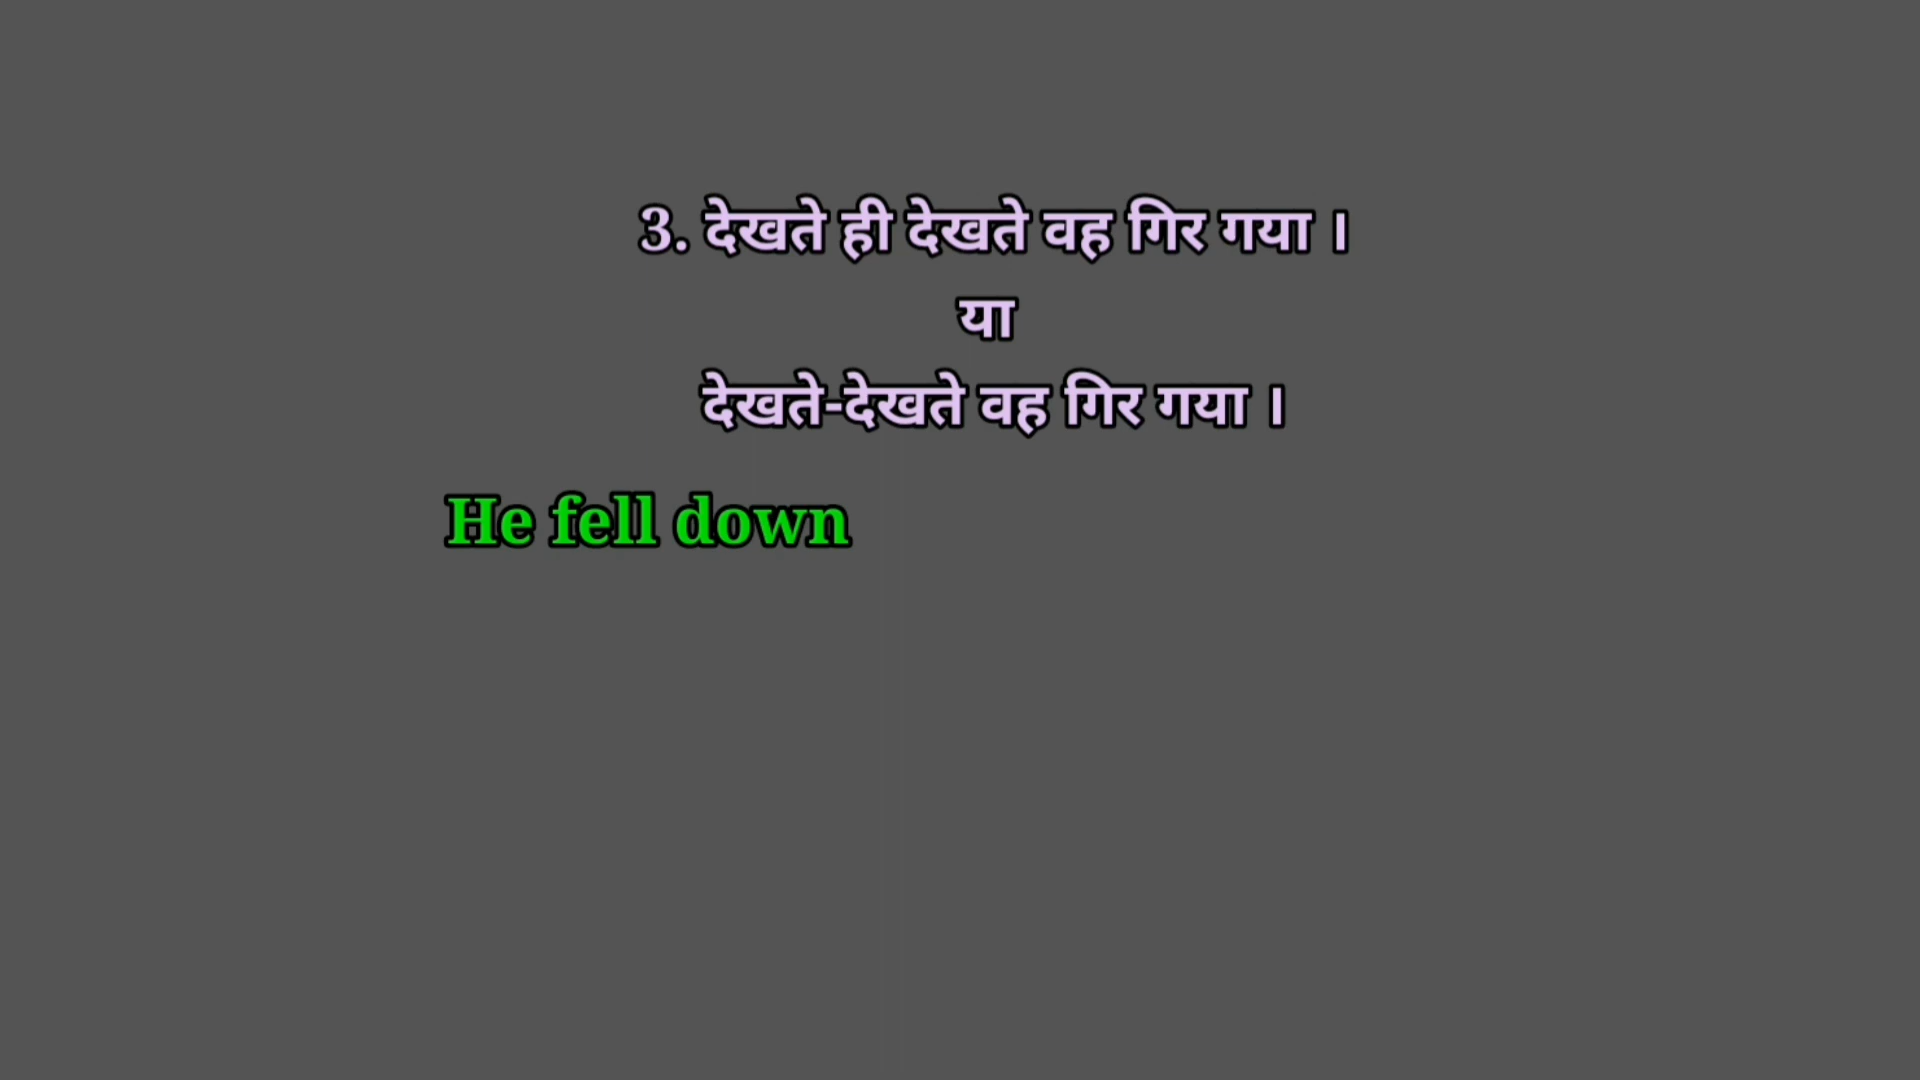 3. देखते ही देखते वह गिर गया ।
या
देखते-देखते वह गिर गया ।
He fell down